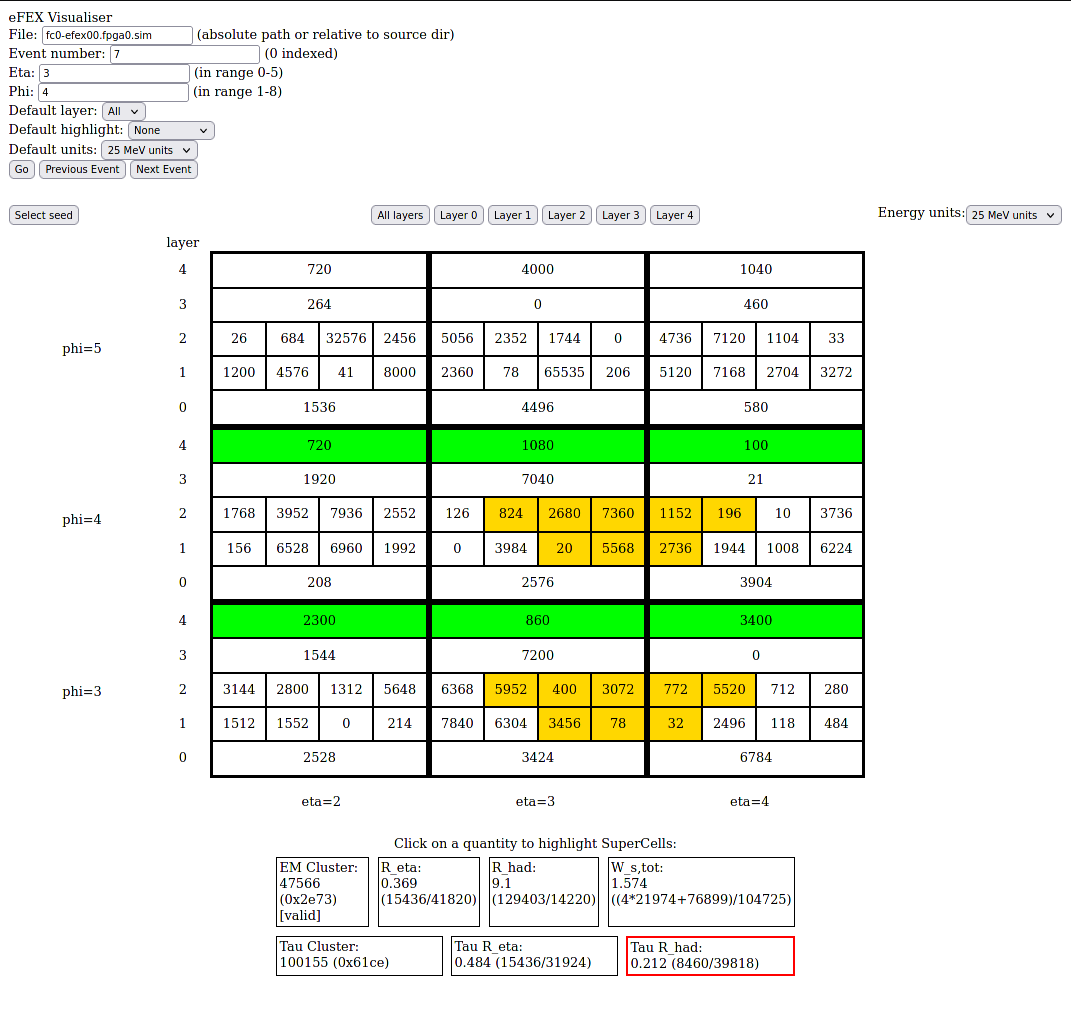 eFEX Visualiser
File: fc0-efex00.fpga0.sim (absolute path or relative to source dir)
Event number: 7 (0 indexed)
Eta: 3 (in range 0-5)
Phi: 4 (in range 1-8)
Default layer: All
Default highlight: None
Default units: 25 MeV units
Go Previous Event Next Event
Select seed All layers Layer 0 Layer 1 Layer 2 Layer 3 Layer 4 Energy units: 25 MeV units
layer
4 720 4000 1040
3 264 0 460
2 26 684 32576 2456 5056 2352 1744 0 4736 7120 1104 33
phi=5
1 1200 4576 41 8000 2360 78 65535 206 5120 7168 2704 3272
0 1536 4496 580
4 720 1080 100
3 1920 7040 21
2 1768 3952 7936 2552 126 824 2680 7360 1152 196 10 3736
phi=4
1 156 6528 6960 1992 0 3984 20 5568 2736 1944 1008 6224
0 208 2576 3904
4 2300 860 3400
3 1544 7200 0
2 3144 2800 1312 5648 6368 5952 400 3072 772 5520 712 280
phi=3
1 1512 1552 0 214 7840 6304 3456 78 32 2496 118 484
0 2528 3424 6784
eta=2 eta=3 eta=4
Click on a quantity to highlight SuperCells:
EM Cluster:
47566
(0x2e73)
[valid]
R_eta:
0.369
(15436/41820)
R_had:
9.1
(129403/14220)
W_s,tot:
1.574
((4*21974+76899)/104725)
Tau Cluster:
100155 (0x61ce)
Tau R_eta:
0.484 (15436/31924)
Tau R_had:
0.212 (8460/39818)